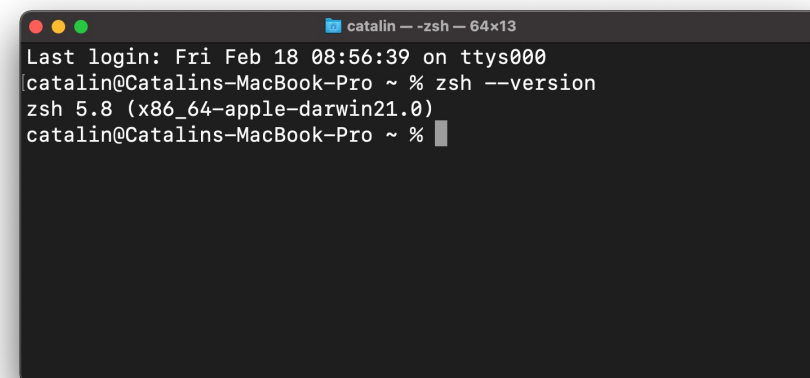 catalin — -zsh — 64×13
Last login: Fri Feb 18 08:56:39 on ttys000
[catalin@Catalins-MacBook-Pro ~ % zsh --version
zsh 5.8 (x86_64-apple-darwin21.0)
catalin@Catalins-MacBook-Pro ~ %